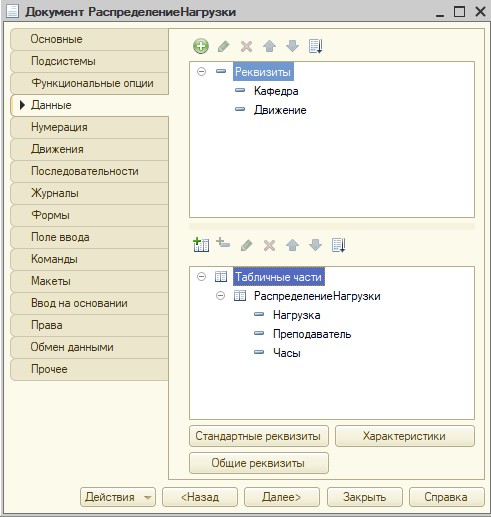 Документ РаспределениеНагрузки
Основные
Подсистемы
Функциональные опции
Данные
Нумерация
Движения
Последовательности
Журналы
Формы
Поле ввода
Команды
Макеты
Ввод на основании
Права
Обмен данными
Прочее
Реквизиты
Кафедра
Движение
Табличные части
РаспределениеНагрузки
Нагрузка
Преподаватель
Часы
Стандартные реквизиты
Характеристики
Общие реквизиты
Действия
<Назад
Далее>
Закрыть
Справка